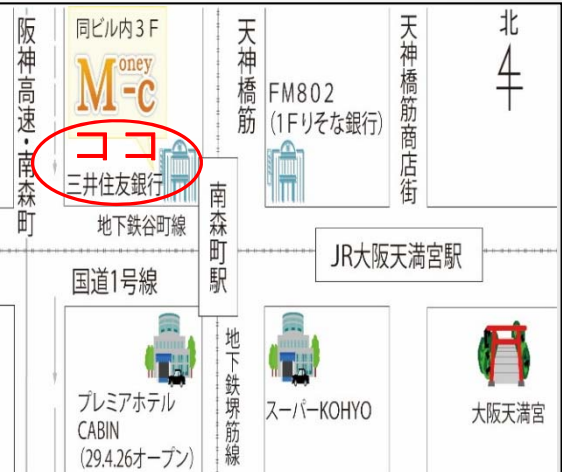 阪神高速・南森町
同ビル内3F
Money-c
ココ
三井住友銀行
天神橋筋
FM802
(1Fりそな銀行)
天神橋筋商店街
北
地下鉄谷町線
南森町駅
JR大阪天満宮駅
国道1号線
プレミアホテル
CABIN
(29.4.26オープン)
地下鉄堺筋線
スーパーKOHYO
大阪天満宮